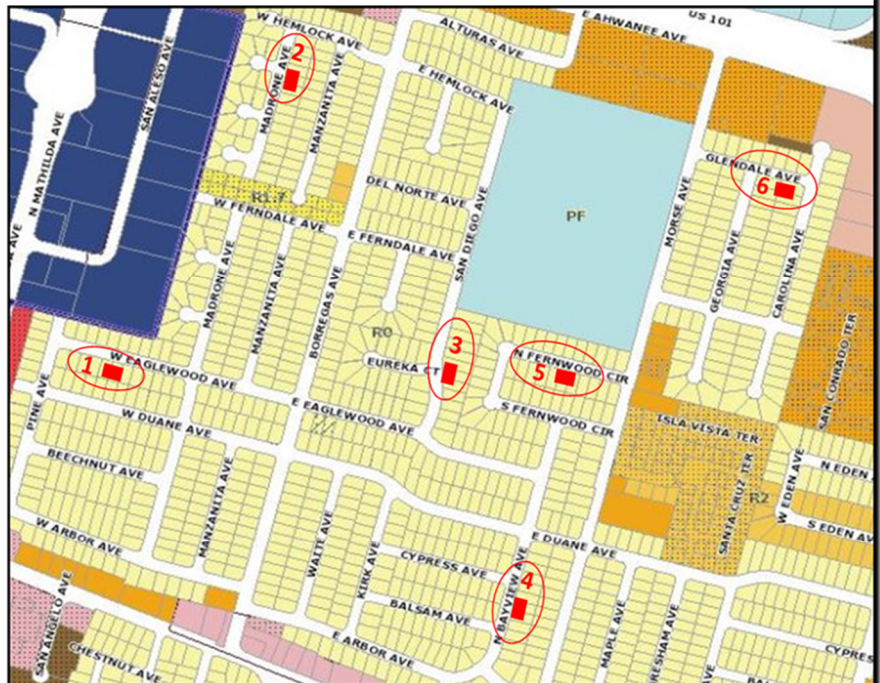 US 101
W HEMLOCK AVE
ALTURAS AVE
E AHWANEE AVE
SAN ALESO AVE
2
MADRONE AVE
MANZANITA AVE
E HEMLOCK AVE
N MATHILDA AVE
GLENDALE AVE
6
R1.7
DEL NORTE AVE
W FERNDALE AVE
SAN DIEGO AVE
PF
MORSE AVE
E FERNDALE AVE
MADRONE AVE
MANZANITA AVE
BORREGAS AVE
GEORGIA AVE
CAROLINA AVE
R0
3
1
W EAGLEWOOD AVE
EUREKA CT
N FERNWOOD CIR
5
SAN CONRADO TER
PINE AVE
E EAGLEWOOD AVE
S FERNWOOD CIR
W DUANE AVE
ISLA VISTA TER
BEECHNUT AVE
MANZANITA AVE
SANTA CRUZ TER
W EDEN AVE
N EDEN
R2
S EDEN AV
W ARBOR AVE
WAITE AVE
KIRK AVE
E DUANE AVE
CYPRESS AVE
4
N BAYVIEW AVE
BALSAM AVE
MAPLE AVE
RESHAM AVE
SAN ANGELO AVE
E ARBOR AVE
CHESTNUT AVE
CYPRES
AVE